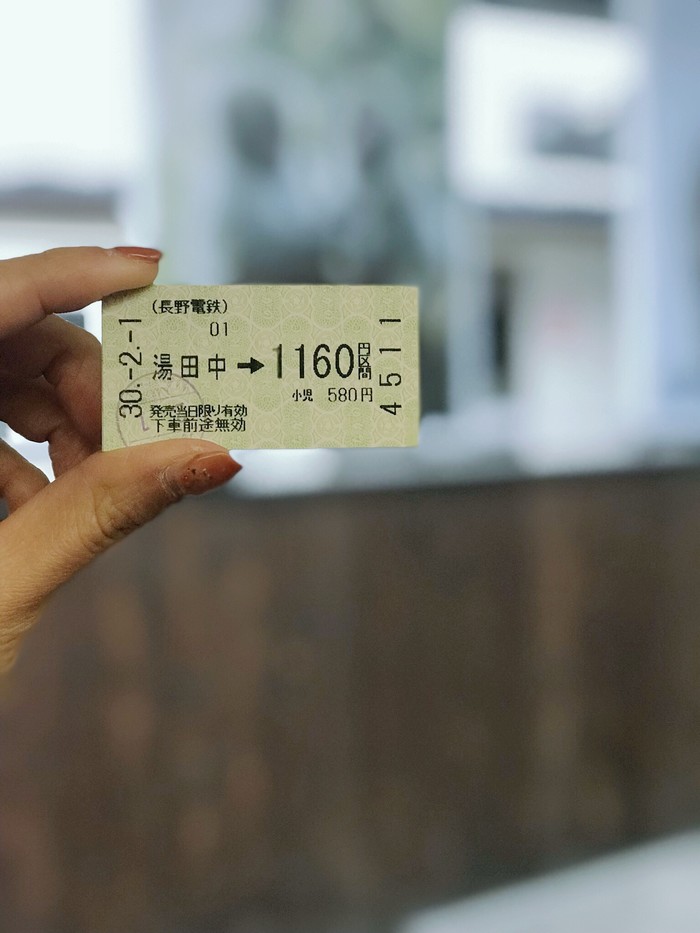 (長野電鉄)
01
湯田中➡1160円区間
小児 580円
発売当日限り有効
下車前途無効
30.-2.-1
4511